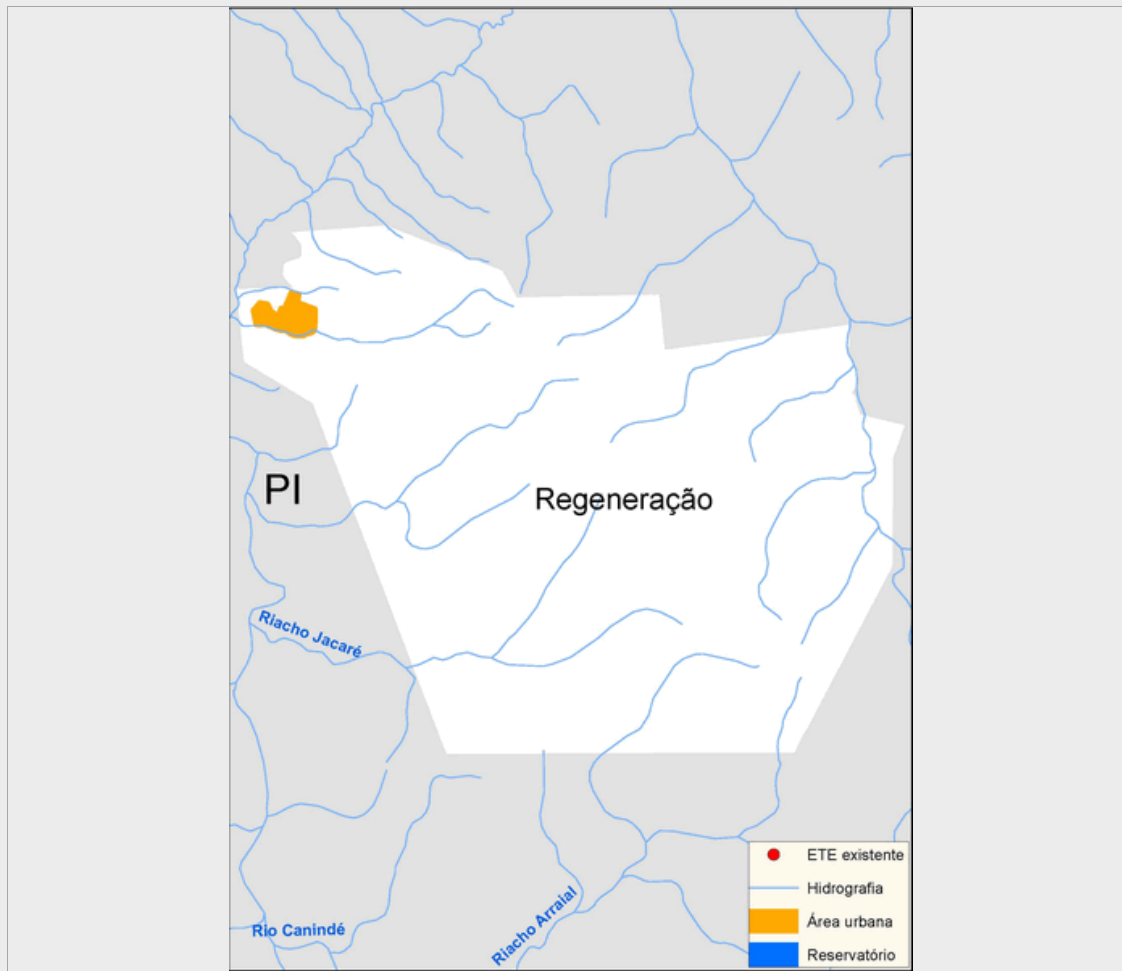 PI
Regeneração
Riacho Jacaré
Rio Canindé
Riacho Arraial
ETE existente
Hidrografia
Área urbana
Reservatório